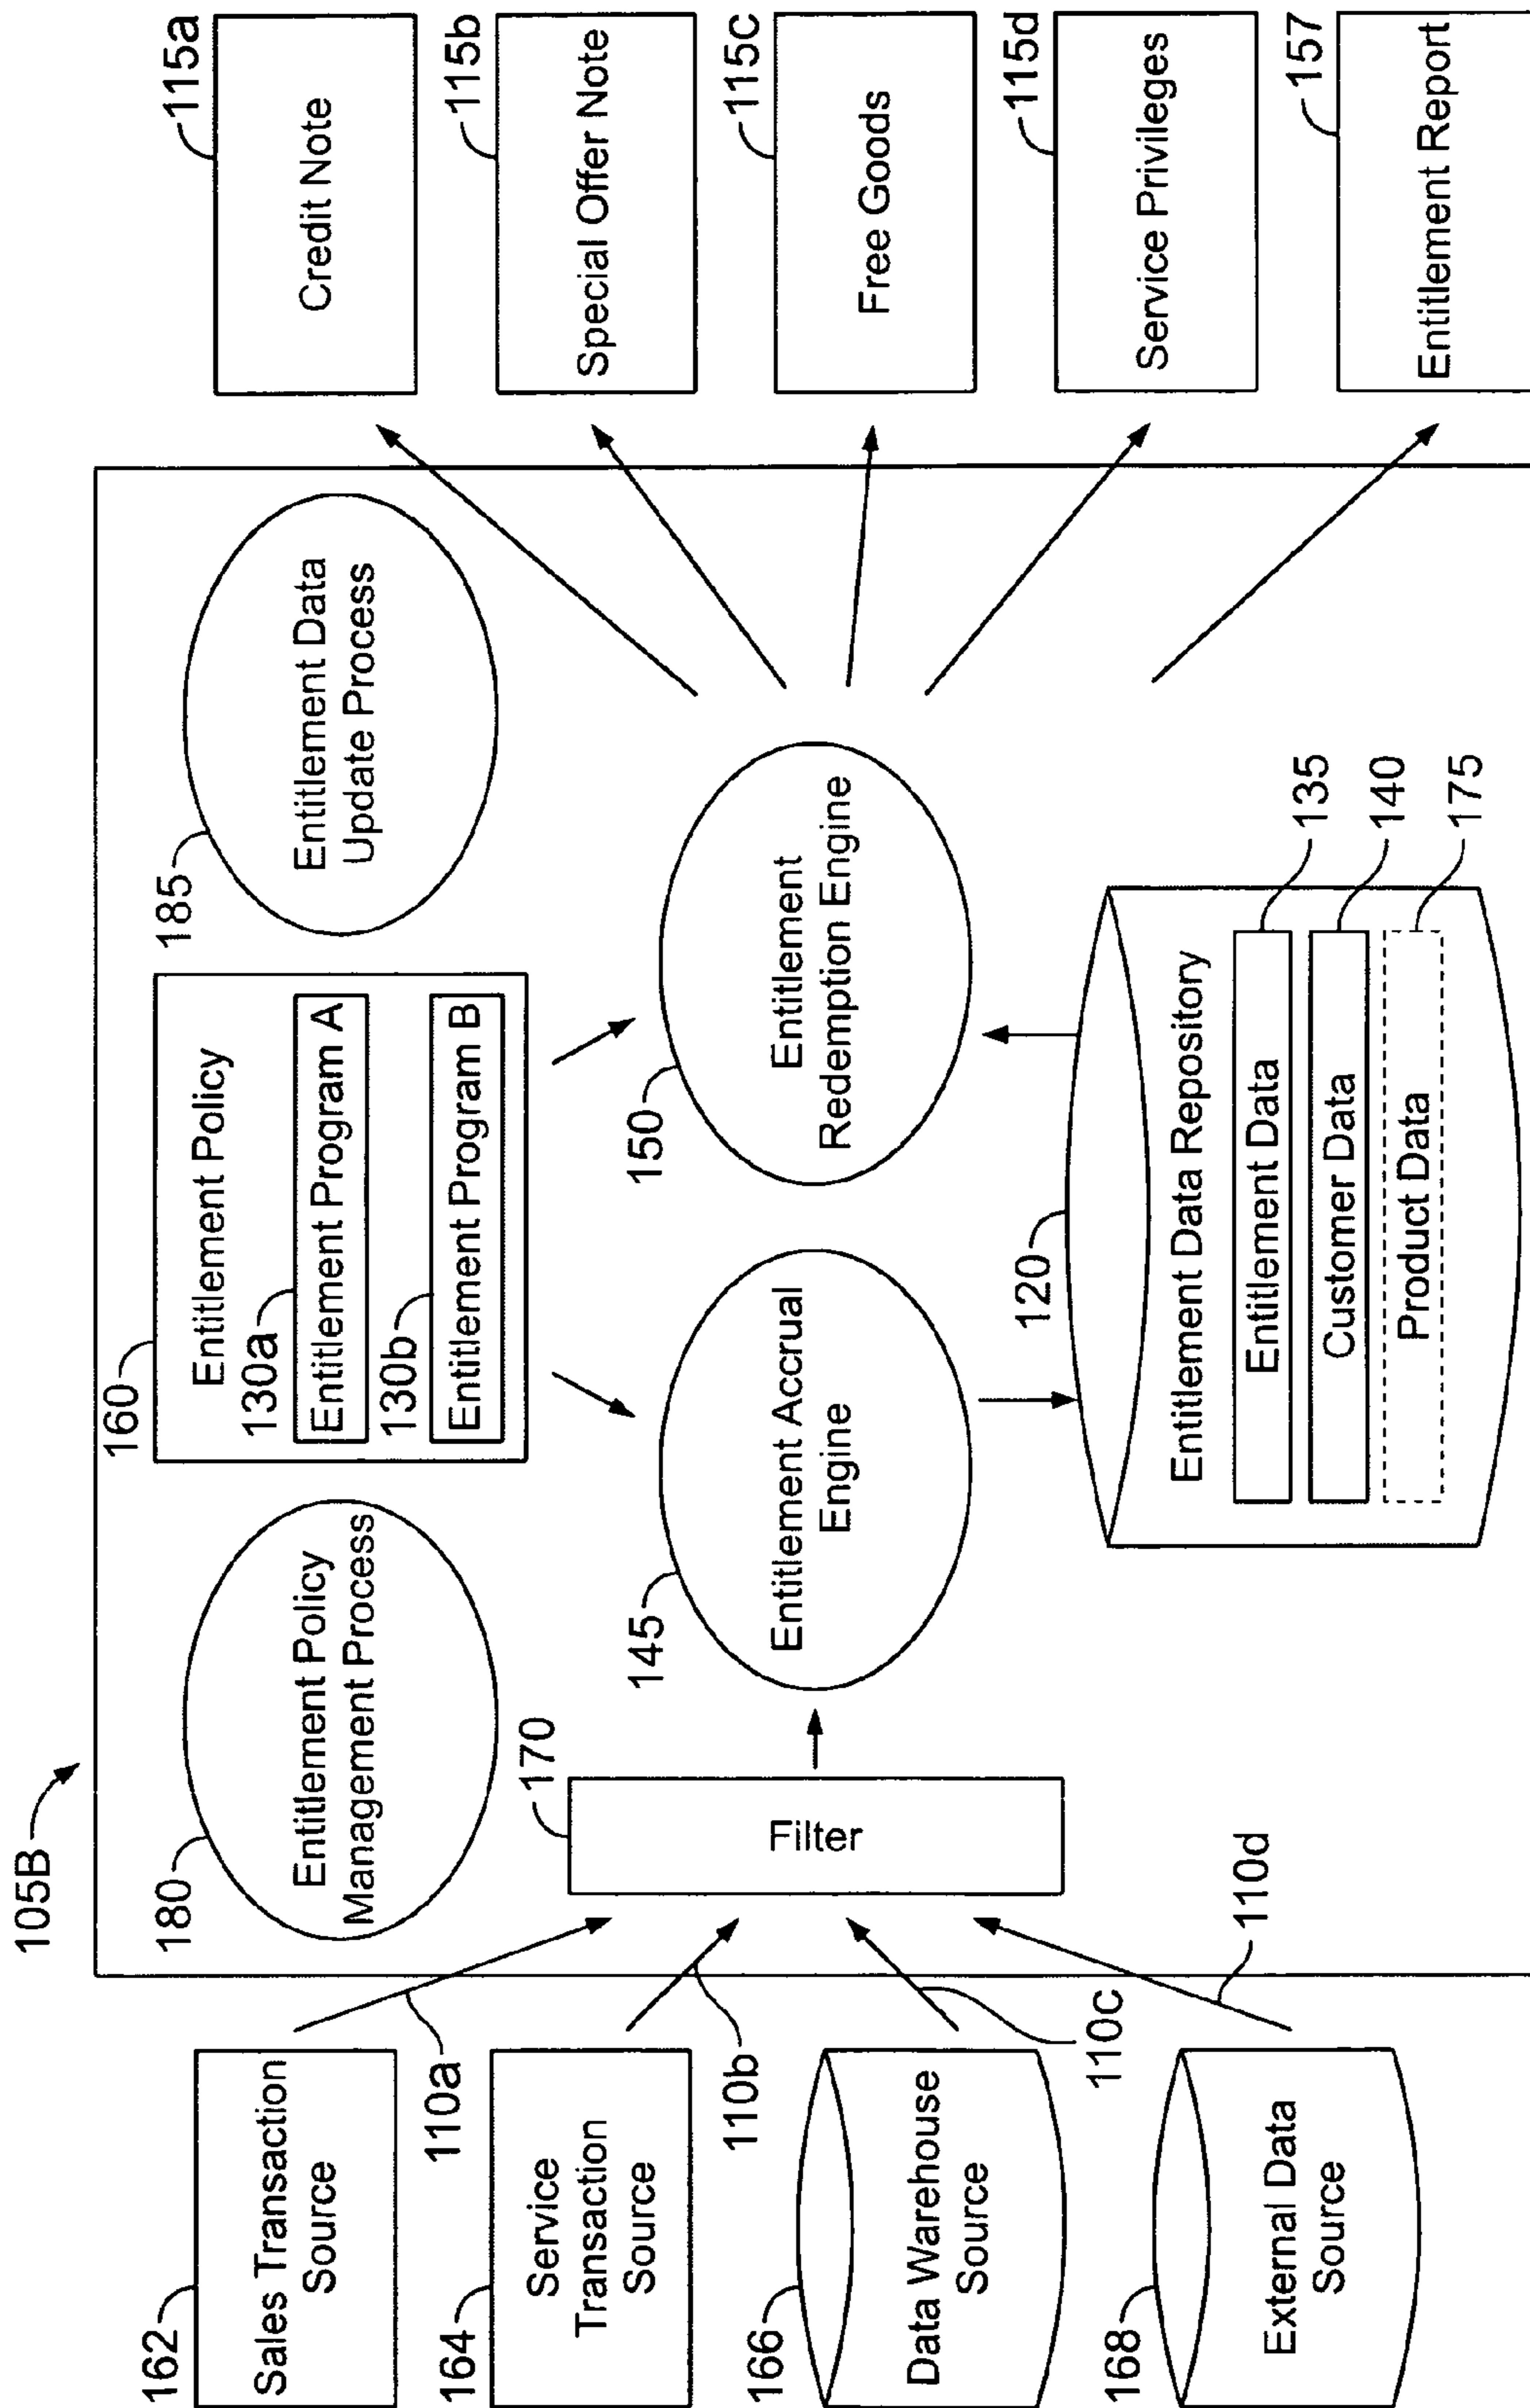 105B
162
Sales Transaction
Source
110a
164
Service
Transaction
Source
110b
166
Data Warehouse
Source
110c
168
External Data
Source
110d
180
Entitlement Policy
Management Process
160
Entitlement Policy
130a
Entitlement Program A
130b
Entitlement Program B
185
Entitlement Data
Update Process
170
Filter
145
Entitlement Accrual
Engine
150
Entitlement
Redemption Engine
120
Entitlement Data Repository
Entitlement Data
135
Customer Data
140
Product Data
175
115a
Credit Note
115b
Special Offer Note
115c
Free Goods
115d
Service Privileges
157
Entitlement Report